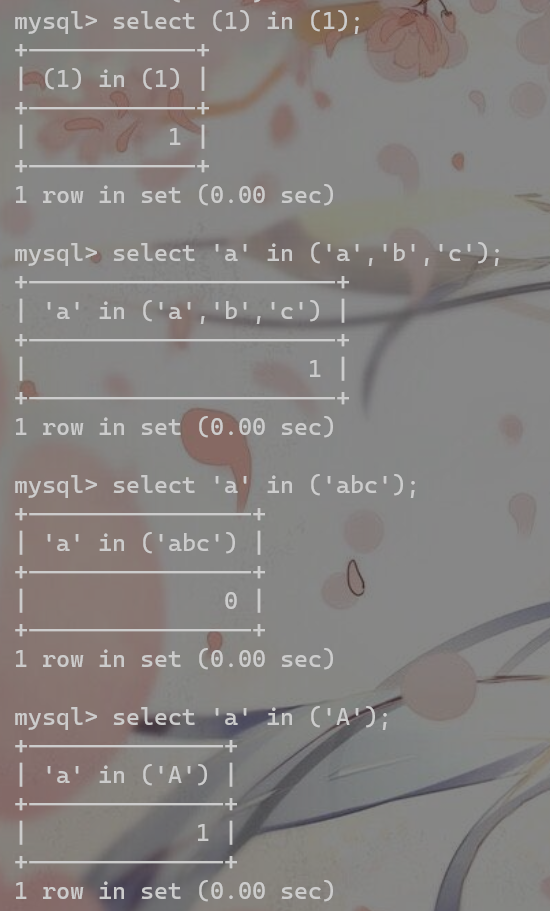 mysql> select (1) in (1);
+------------+
| (1) in (1) |
+------------+
|          1 |
+------------+
1 row in set (0.00 sec)
mysql> select 'a' in ('a','b','c');
+----------------------+
| 'a' in ('a','b','c') |
+----------------------+
|                    1 |
+----------------------+
1 row in set (0.00 sec)
mysql> select 'a' in ('abc');
+----------------+
| 'a' in ('abc') |
+----------------+
|              0 |
+----------------+
1 row in set (0.00 sec)
mysql> select 'a' in ('A');
+--------------+
| 'a' in ('A') |
+--------------+
|            1 |
+--------------+
1 row in set (0.00 sec)